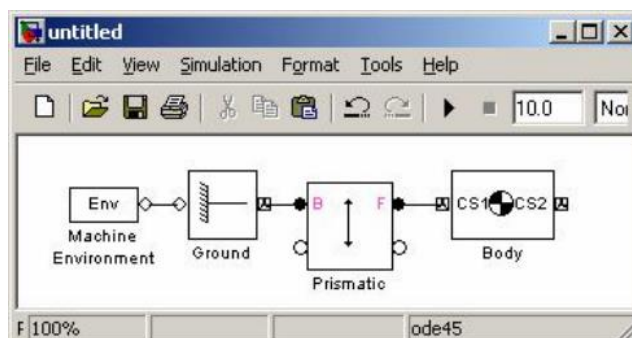 untitled
File Edit View Simulation Format Tools Help
10.0 Nor
Env
B F
CS1 CS2
Machine
Environment
Ground
Prismatic
Body
F 100% ode45